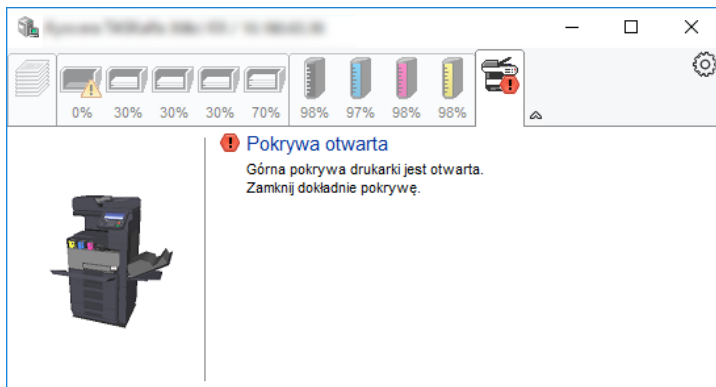 0% 30% 30% 30% 70% 98% 97% 98% 98%
Pokrywa otwarta
Górna pokrywa drukarki jest otwarta.
Zamknij dokładnie pokrywę.